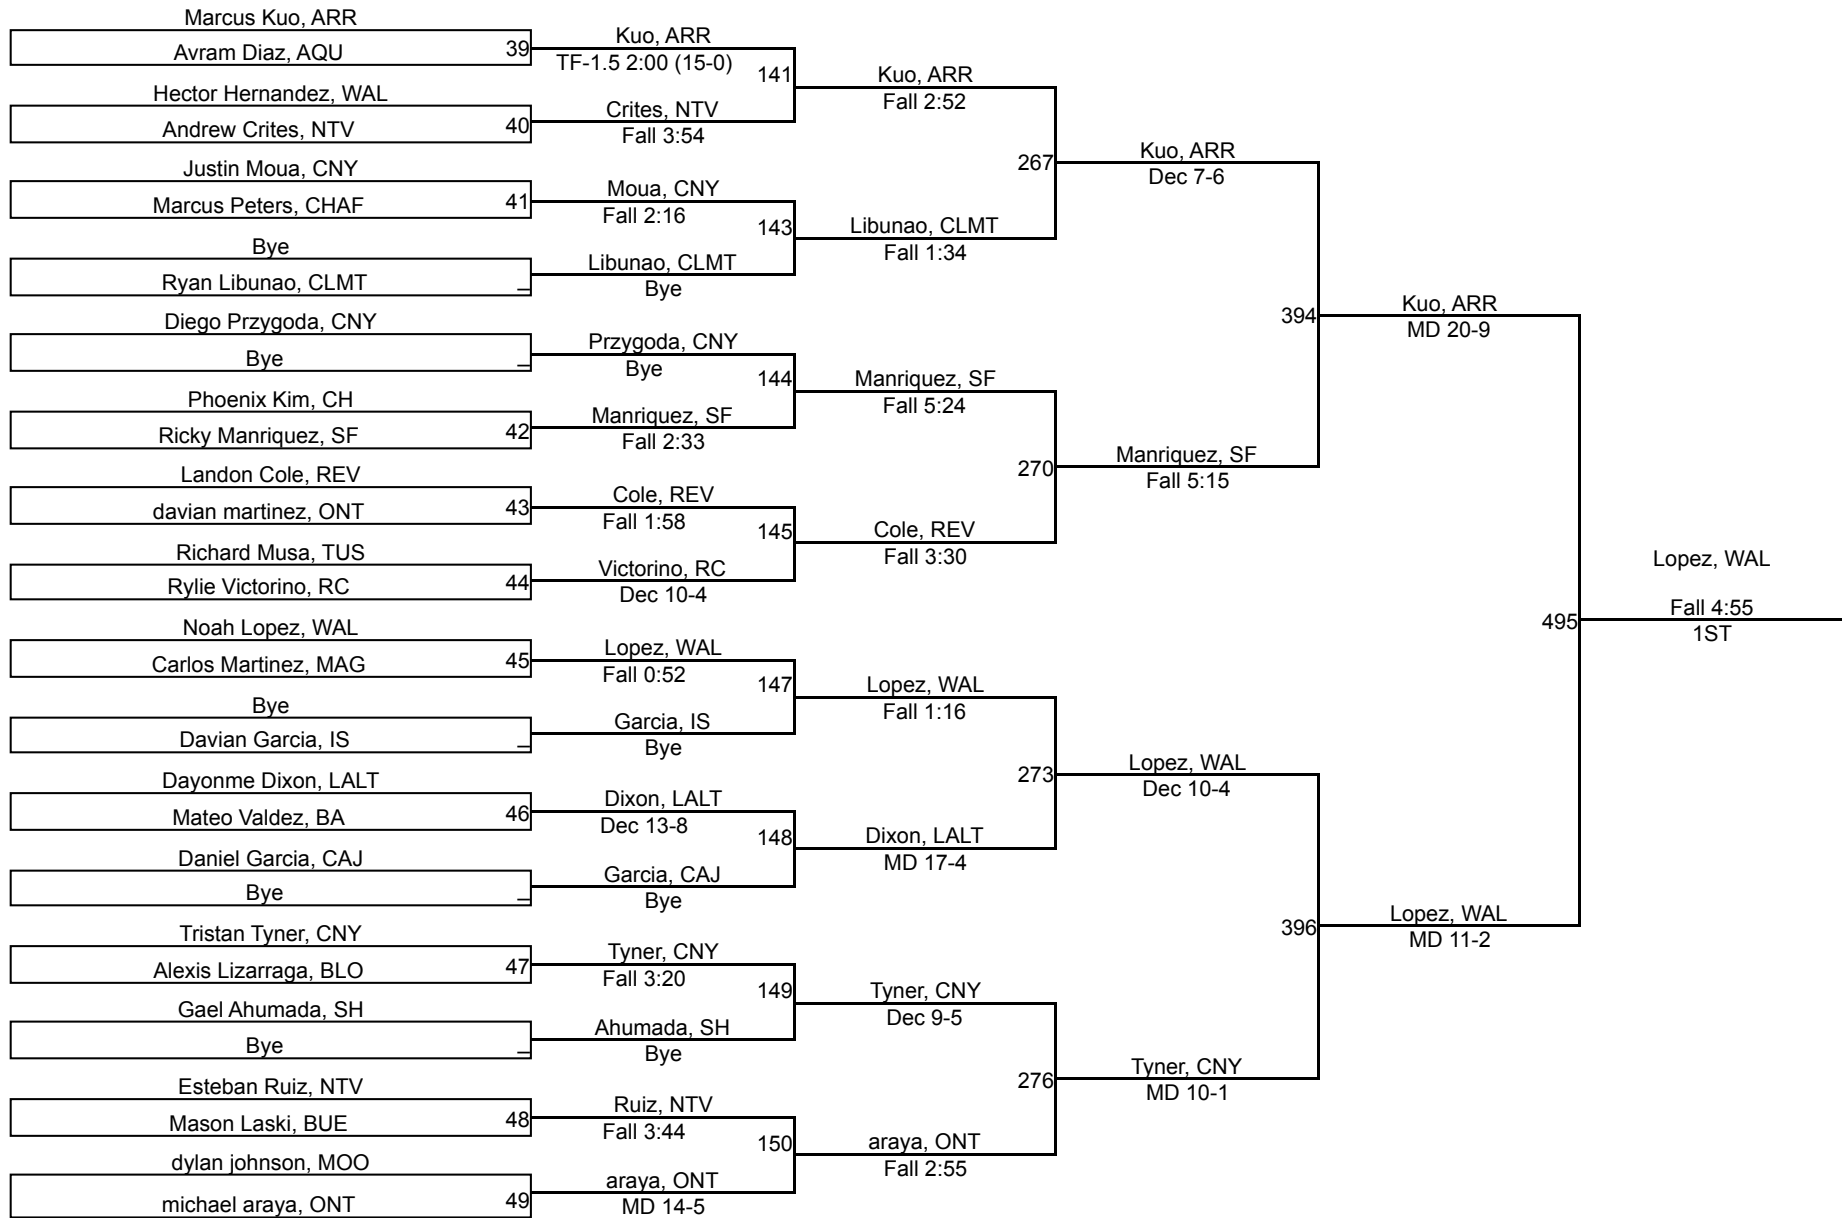 Marcus Kuo, ARR
Avram Diaz, AQU
39
Hector Hernandez, WAL
Andrew Crites, NTV
40
Justin Moua, CNY
Marcus Peters, CHAF
41
Bye
Ryan Libunao, CLMT
_
Diego Przygoda, CNY
Bye
_
Phoenix Kim, CH
Ricky Manriquez, SF
42
Landon Cole, REV
davian martinez, ONT
43
Richard Musa, TUS
Rylie Victorino, RC
44
Noah Lopez, WAL
Carlos Martinez, MAG
45
Bye
Davian Garcia, IS
_
Dayonme Dixon, LALT
Mateo Valdez, BA
46
Daniel Garcia, CAJ
Bye
_
Tristan Tyner, CNY
Alexis Lizarraga, BLO
47
Gael Ahumada, SH
Bye
_
Esteban Ruiz, NTV
Mason Laski, BUE
48
dylan johnson, MOO
michael araya, ONT
49
Kuo, ARR
TF-1.5 2:00 (15-0)
141
Crites, NTV
Fall 3:54
Moua, CNY
Fall 2:16
143
Libunao, CLMT
Bye
Przygoda, CNY
Bye
144
Manriquez, SF
Fall 2:33
Cole, REV
Fall 1:58
145
Victorino, RC
Dec 10-4
Lopez, WAL
Fall 0:52
147
Garcia, IS
Bye
Dixon, LALT
Dec 13-8
148
Garcia, CAJ
Bye
Tyner, CNY
Fall 3:20
149
Ahumada, SH
Bye
Ruiz, NTV
Fall 3:44
150
araya, ONT
MD 14-5
Kuo, ARR
Fall 2:52
267
Libunao, CLMT
Fall 1:34
Manriquez, SF
Fall 5:24
270
Cole, REV
Fall 3:30
Lopez, WAL
Fall 1:16
273
Dixon, LALT
MD 17-4
Tyner, CNY
Dec 9-5
276
araya, ONT
Fall 2:55
Kuo, ARR
Dec 7-6
394
Manriquez, SF
Fall 5:15
Lopez, WAL
Dec 10-4
396
Tyner, CNY
MD 10-1
Kuo, ARR
MD 20-9
495
Lopez, WAL
MD 11-2
Lopez, WAL
Fall 4:55
1ST